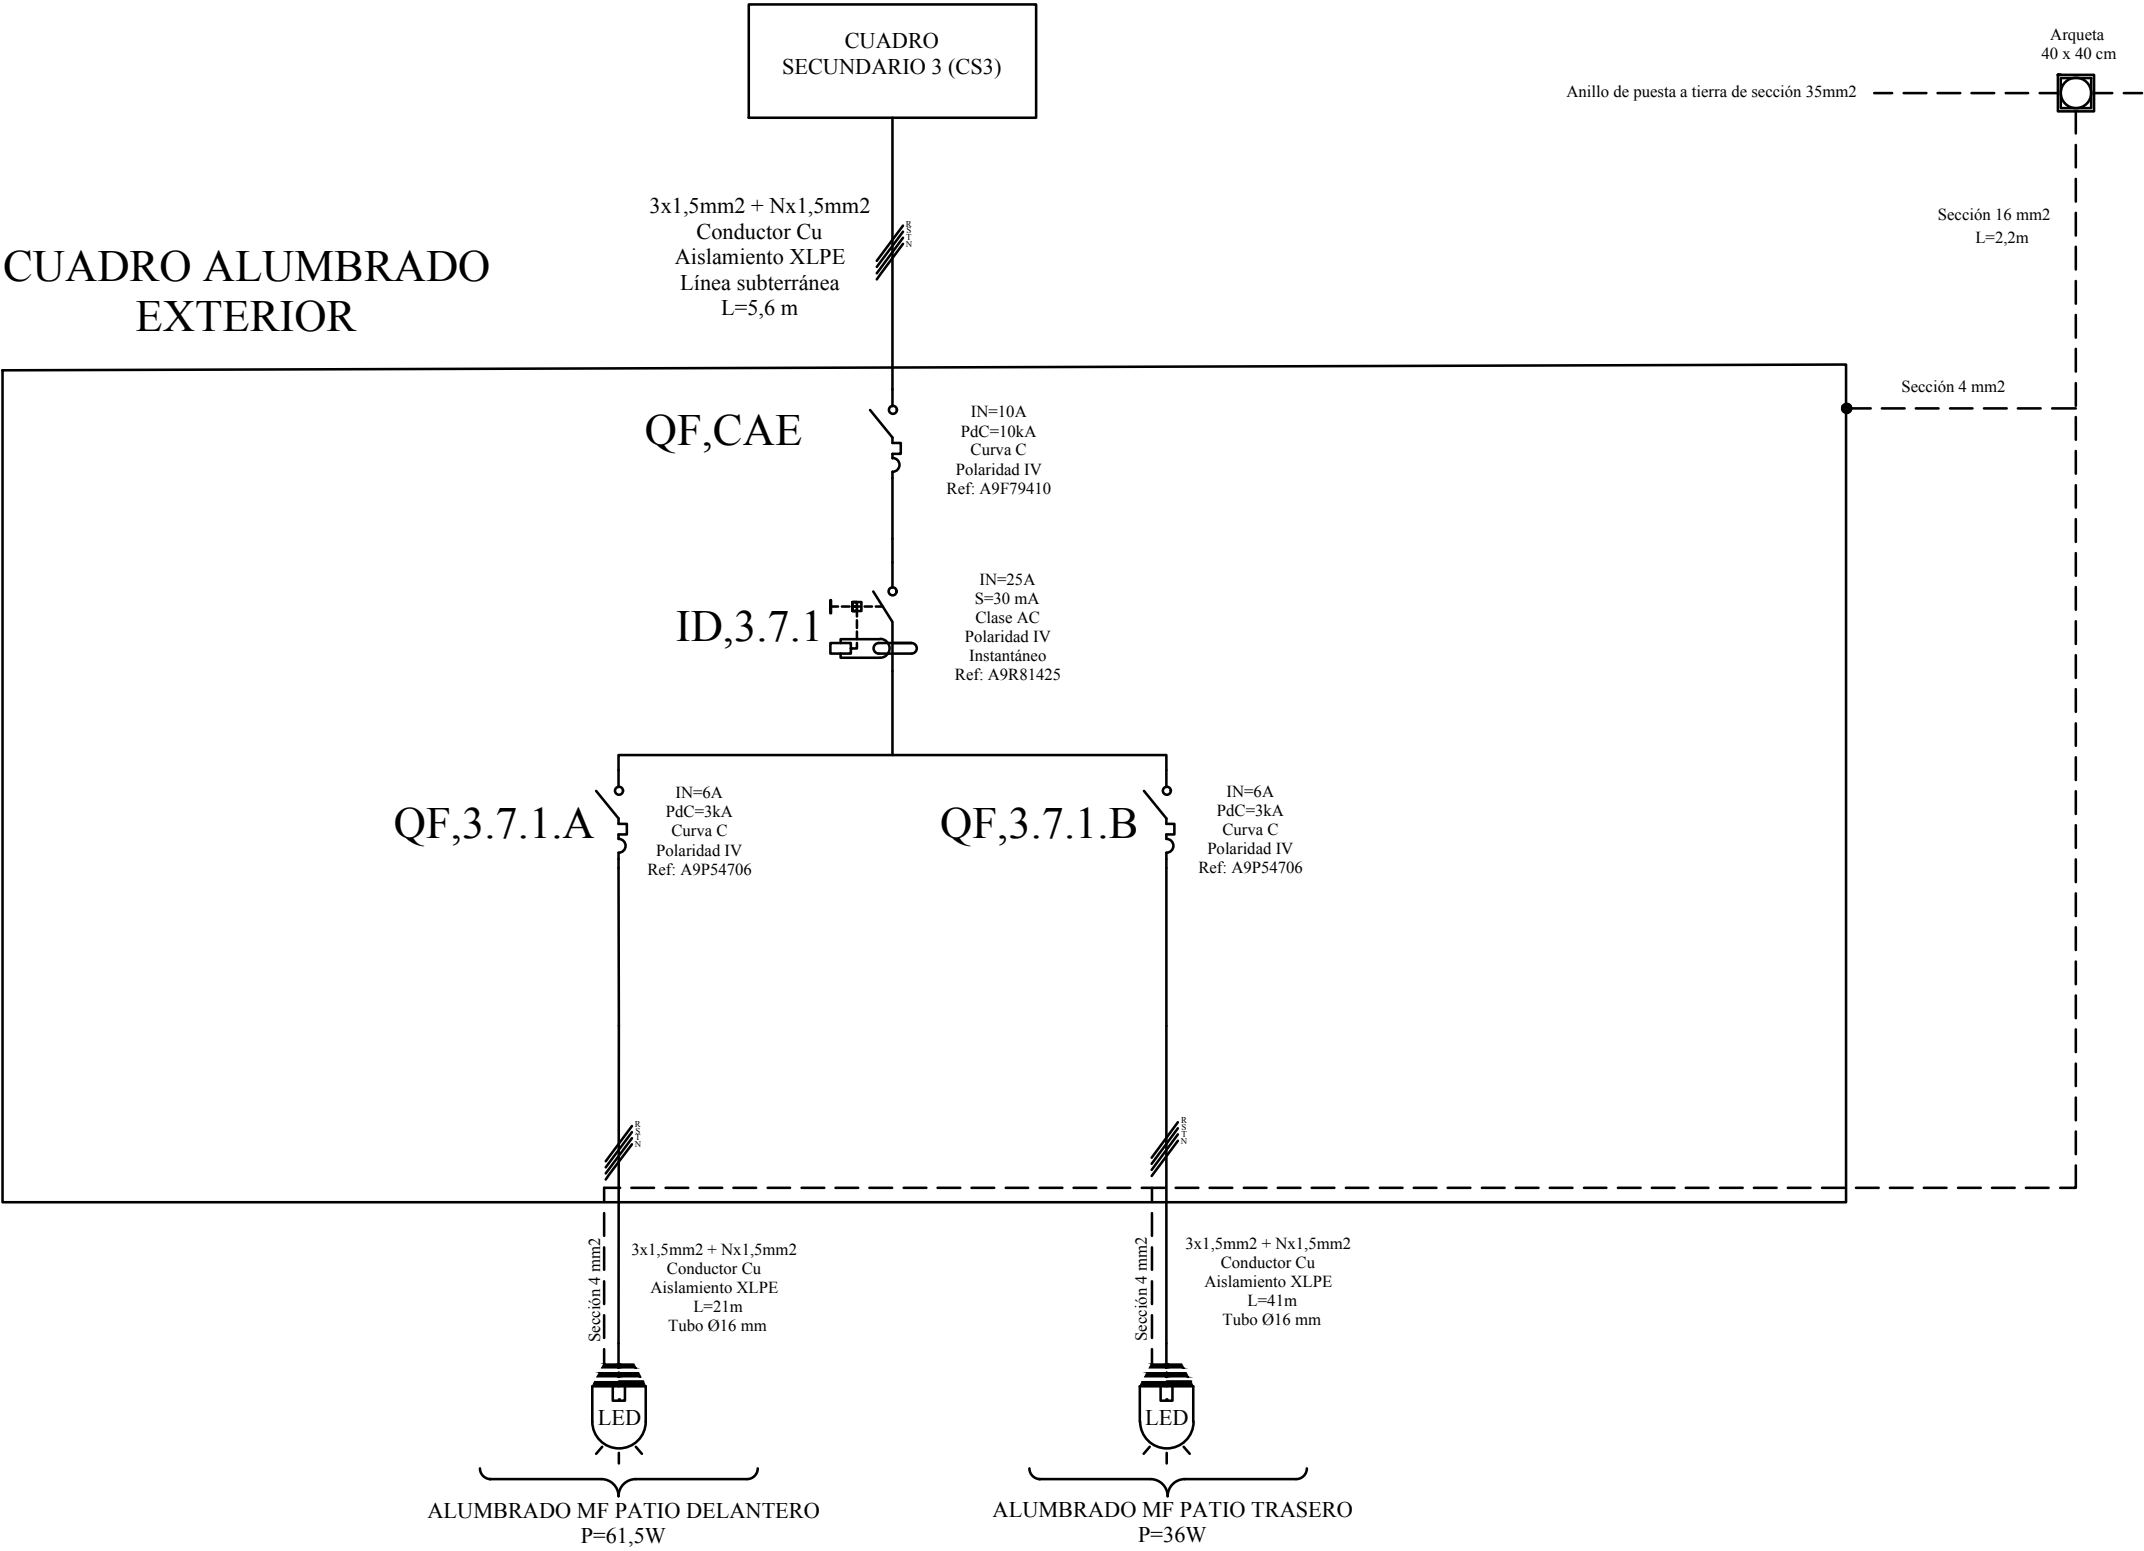 CUADRO
SECUNDARIO 3 (CS3)
Arqueta
40 x 40 cm
Anillo de puesta a tierra de sección 35mm2
3x1,5mm2 + Nx1,5mm2
Conductor Cu
Aislamiento XLPE
Línea subterránea
L=5,6 m
R
S
T
N
Sección 16 mm2
L=2,2m
CUADRO ALUMBRADO
EXTERIOR
Sección 4 mm2
QF,CAE
IN=10A
PdC=10kA
Curva C
Polaridad IV
Ref: A9F79410
ID,3.7.1
IN=25A
S=30 mA
Clase AC
Polaridad IV
Instantáneo
Ref: A9R81425
QF,3.7.1.A
IN=6A
PdC=3kA
Curva C
Polaridad IV
Ref: A9P54706
QF,3.7.1.B
IN=6A
PdC=3kA
Curva C
Polaridad IV
Ref: A9P54706
R
S
T
N
R
S
T
N
Sección 4 mm2
3x1,5mm2 + Nx1,5mm2
Conductor Cu
Aislamiento XLPE
L=21m
Tubo Ø16 mm
Sección 4 mm2
3x1,5mm2 + Nx1,5mm2
Conductor Cu
Aislamiento XLPE
L=41m
Tubo Ø16 mm
LED
LED
ALUMBRADO MF PATIO DELANTERO
P=61,5W
ALUMBRADO MF PATIO TRASERO
P=36W